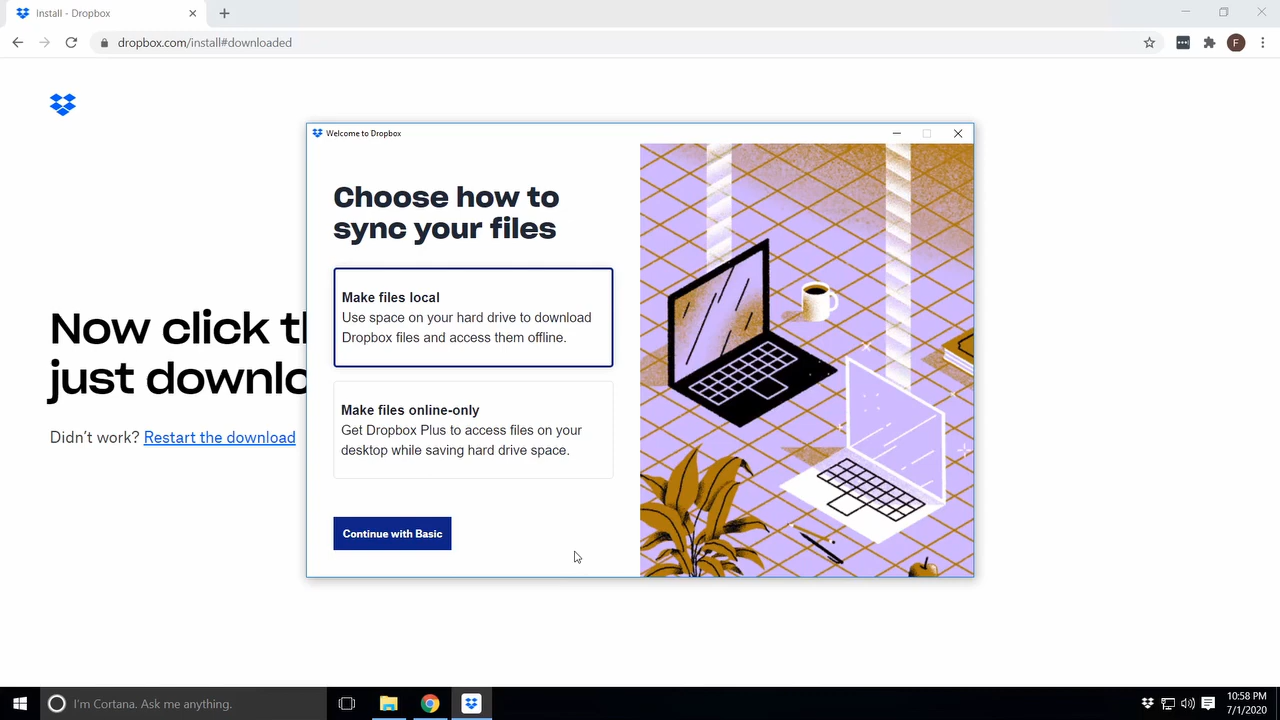 Install - Dropbox
dropbox.com/install#downloaded
F
Welcome to Dropbox
Choose how to
sync your files
Make files local
Use space on your hard drive to download
Dropbox files and access them offline.
Make files online-only
Get Dropbox Plus to access files on your
desktop while saving hard drive space.
Continue with Basic
Now click th
just downlo
Didn't work? Restart the download
I'm Cortana. Ask me anything.
10:58 PM
7/1/2020